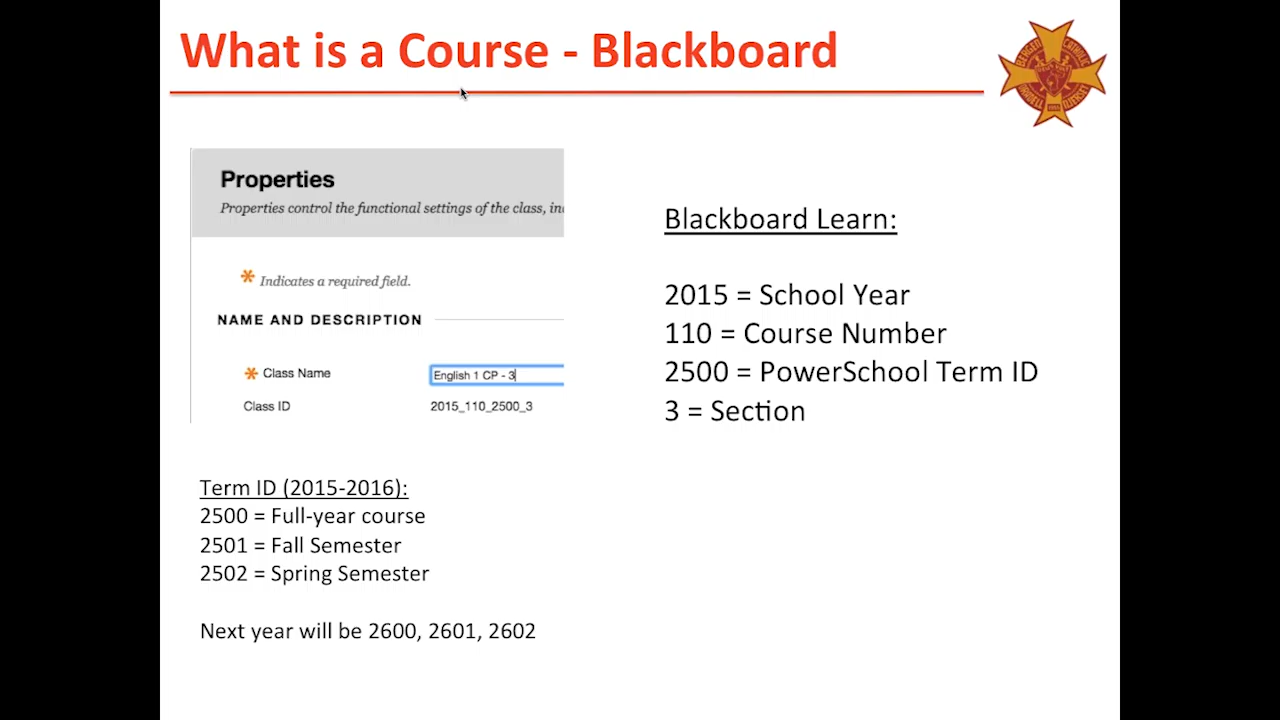 What is a Course - Blackboard
Properties
Properties control the functional settings of the class,
* Indicates a required field.
NAME AND DESCRIPTION
* Class Name English 1 CP - 3
Class ID 2015_110_2500_3
Blackboard Learn:
2015 = School Year
110 = Course Number
2500 = PowerSchool Term ID
3 = Section
Term ID (2015-2016):
2500 = Full-year course
2501 = Fall Semester
2502 = Spring Semester
Next year will be 2600, 2601, 2602